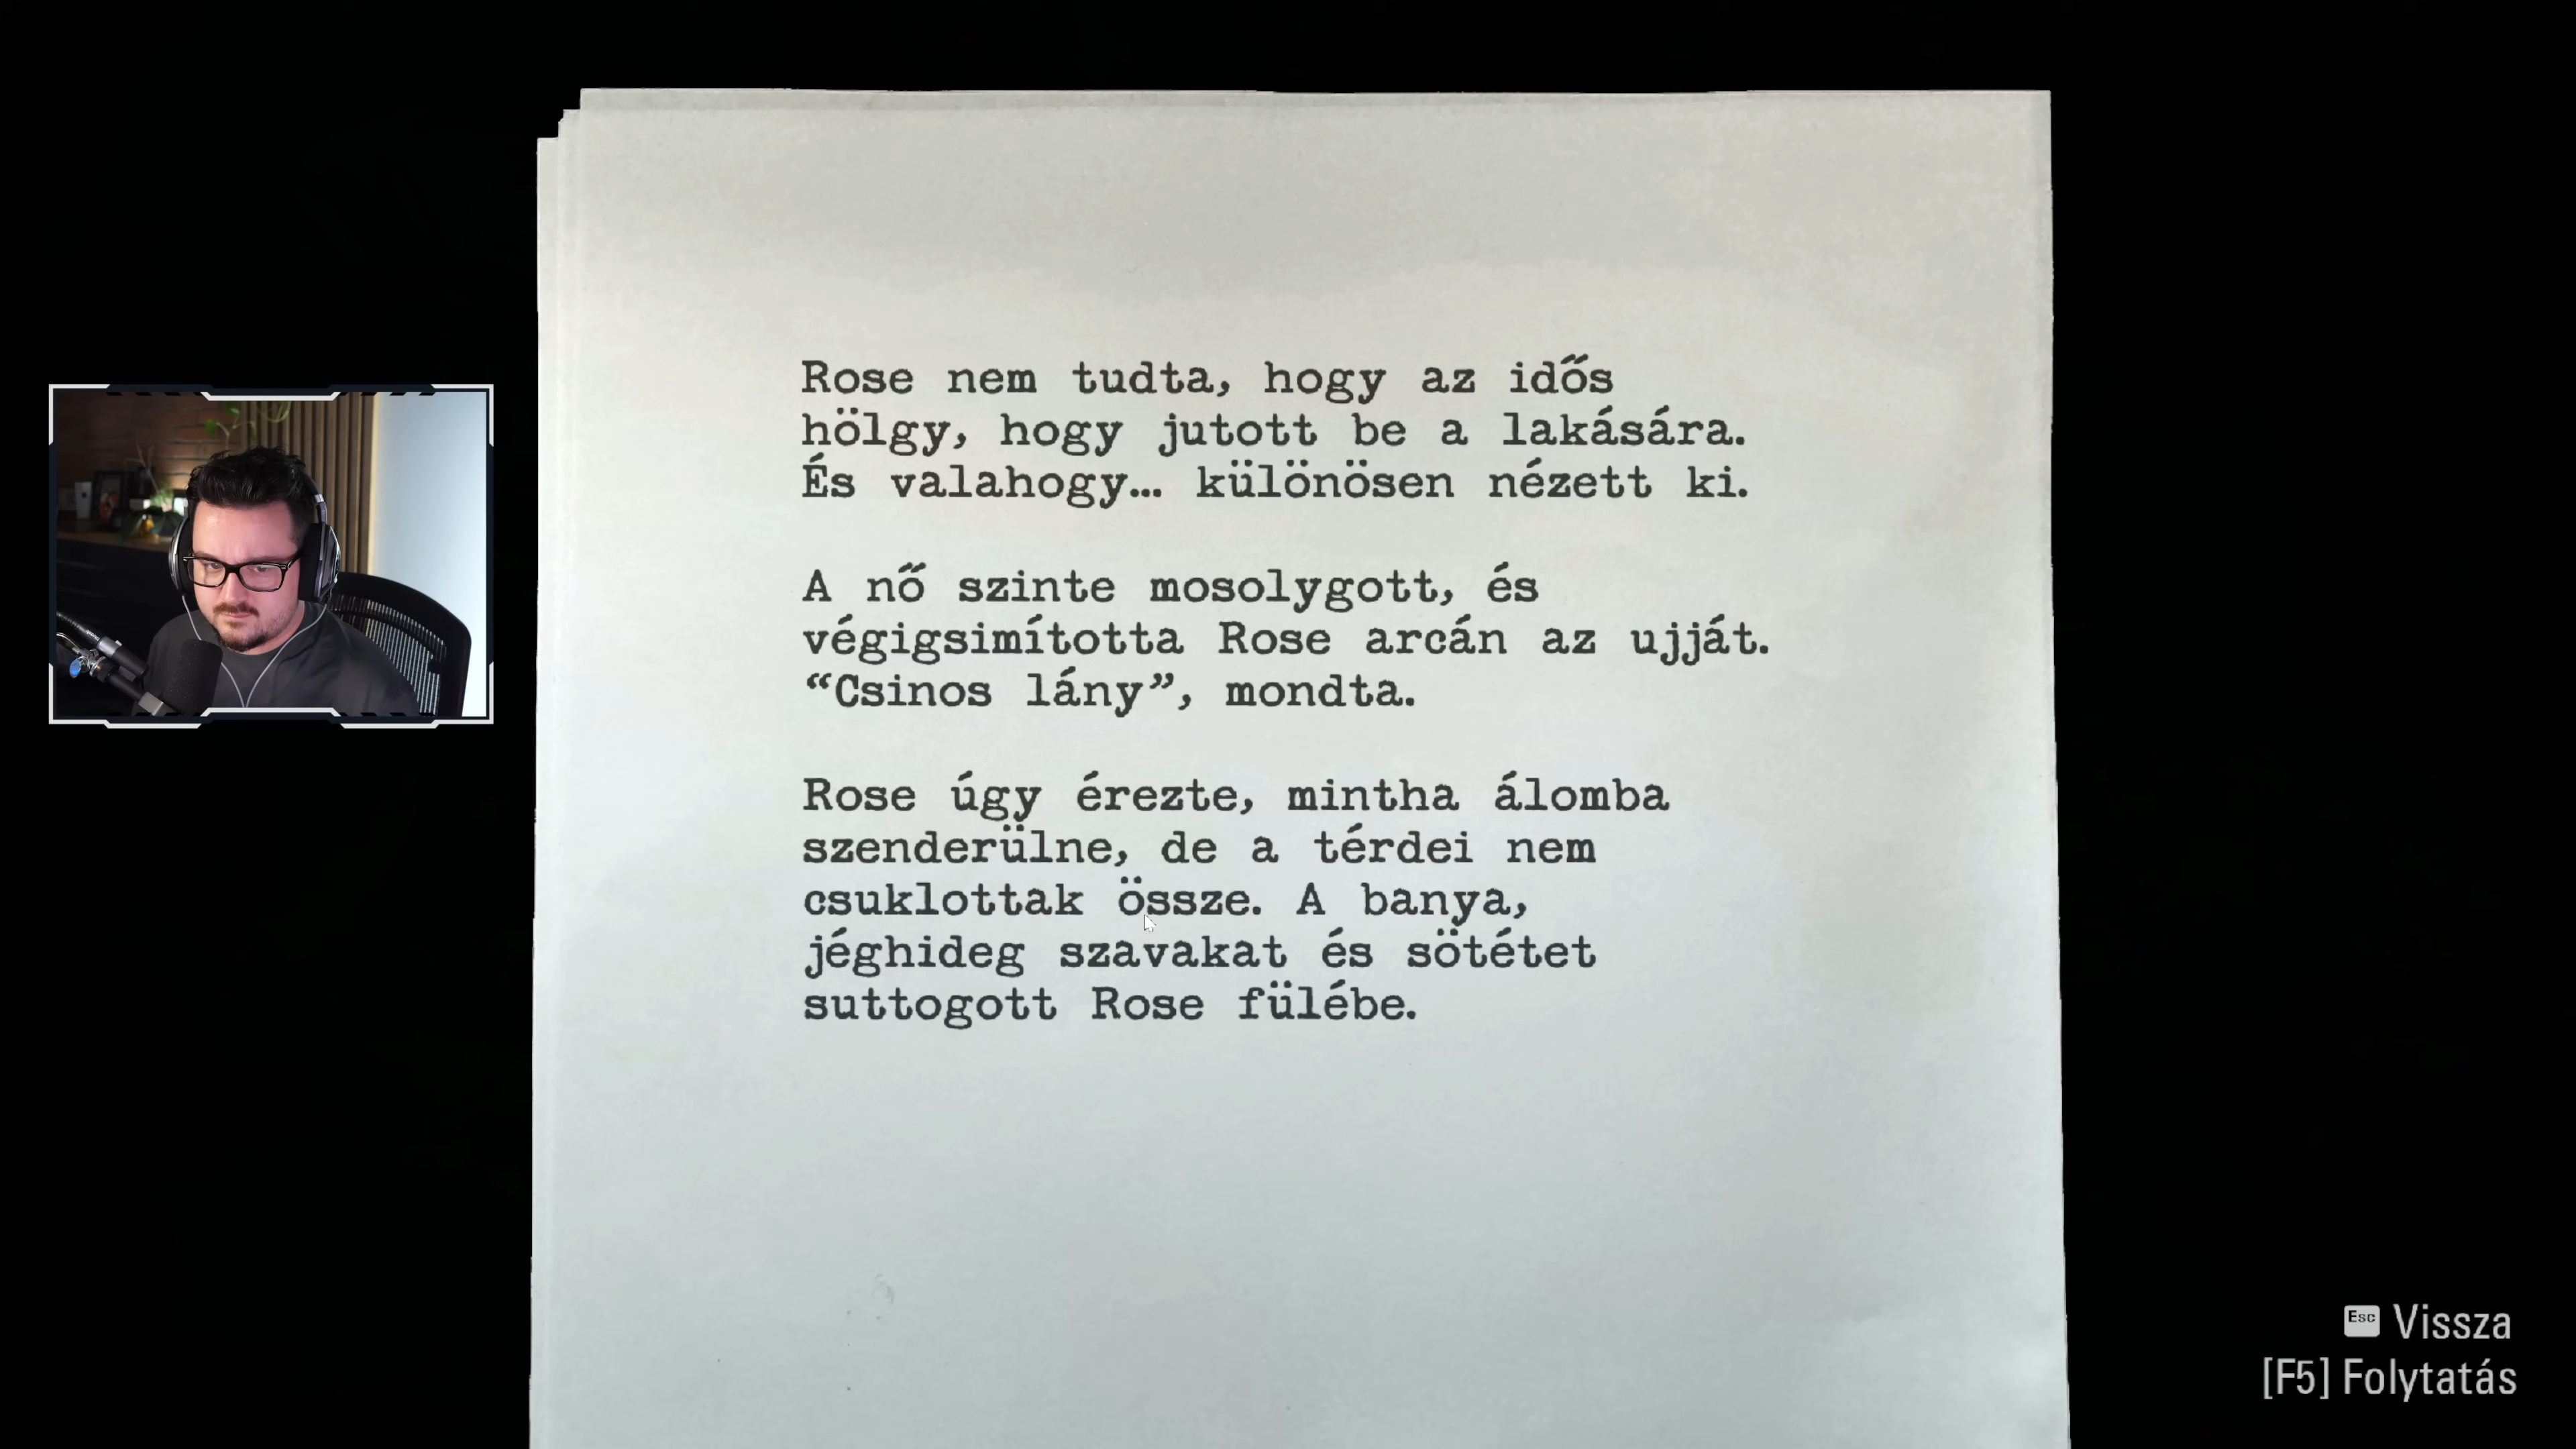 Rose nem tudta, hogy az idős
hölgy, hogy jutott be a lakására.
És valahogy… különösen nézett ki.
A nő szinte mosolygott, és
végigsimította Rose arcán az ujját.
“Csinos lány”, mondta.
Rose úgy érezte, mintha álomba
szenderülne, de a térdei nem
csuklottak össze. A banya,
jéghideg szavakat és sötétet
suttogott Rose fülébe.
Esc Vissza
[F5] Folytatás